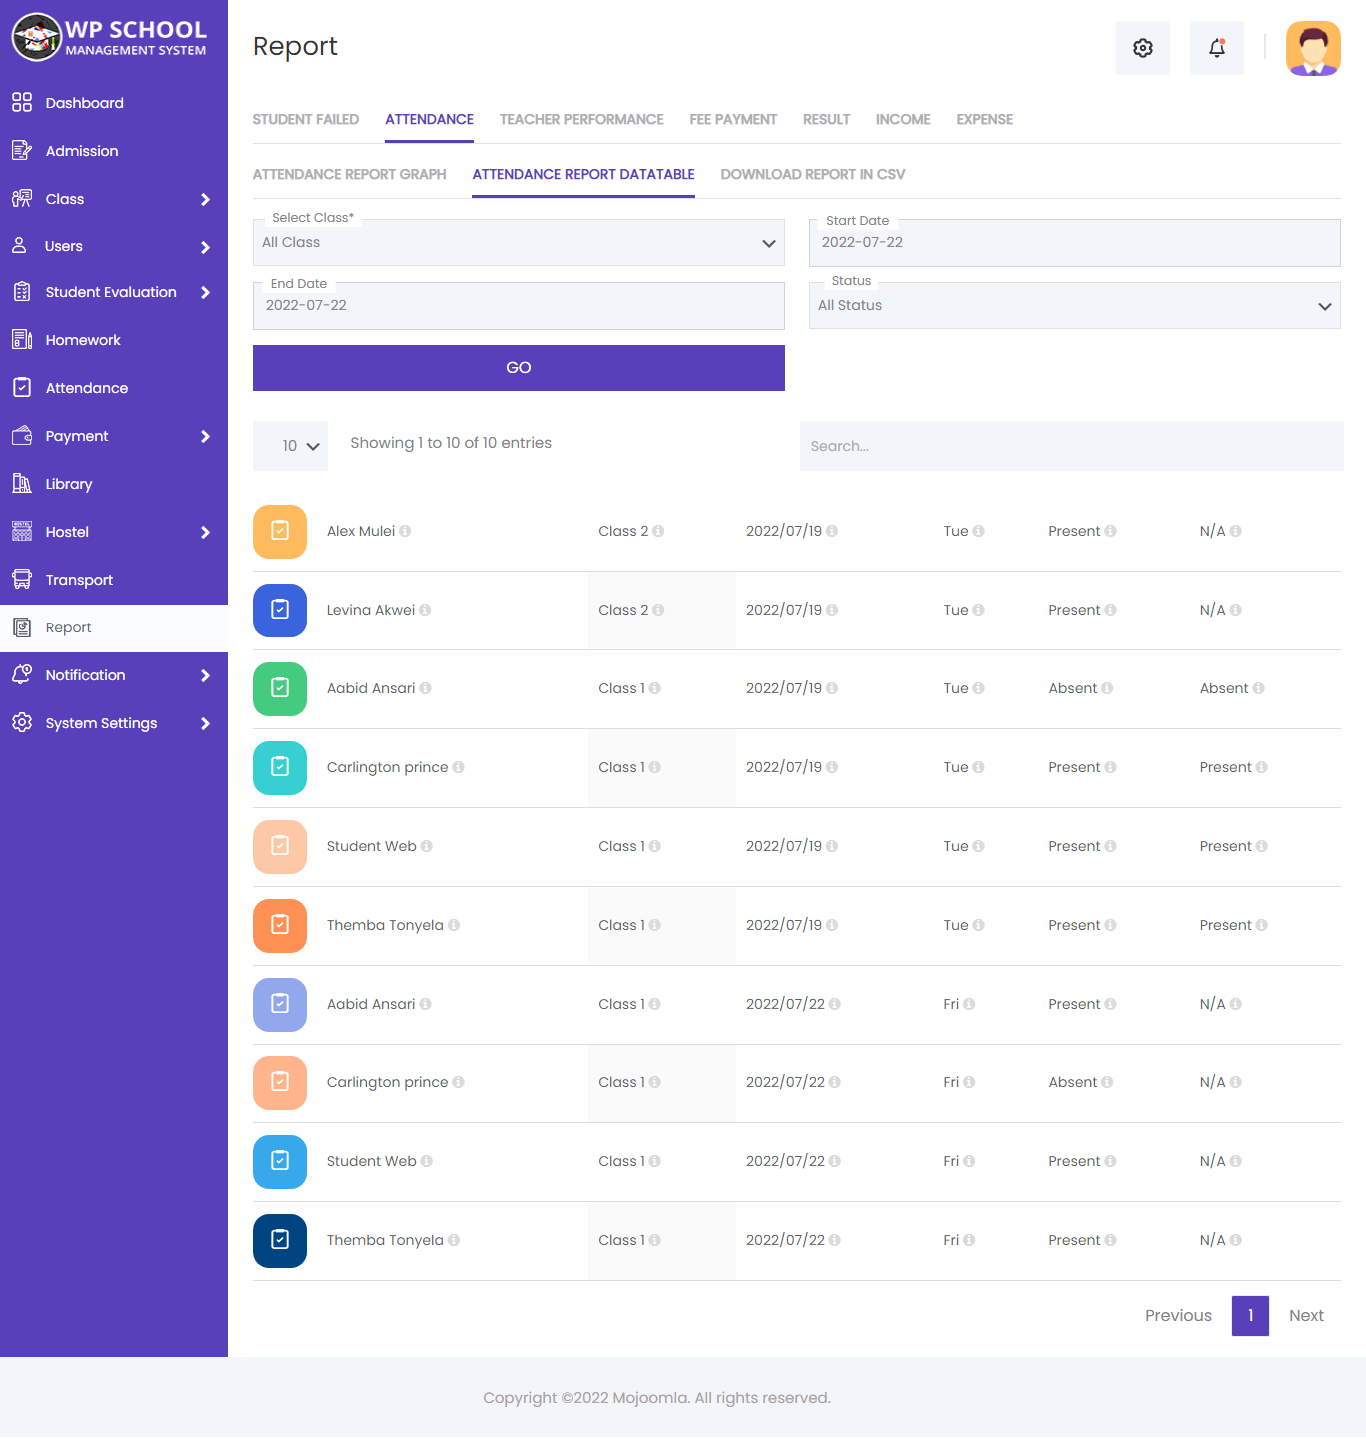 WP SCHOOL
MANAGEMENT SYSTEM
Dashboard
Admission
Class
Users
Student Evaluation
Homework
Attendance
Payment
Library
Hostel
Transport
Report
Notification
System Settings
Report
STUDENT FAILED ATTENDANCE TEACHER PERFORMANCE FEE PAYMENT RESULT INCOME EXPENSE
ATTENDANCE REPORT GRAPH ATTENDANCE REPORT DATATABLE DOWNLOAD REPORT IN CSV
Select Class*
All Class
Start Date
2022-07-22
End Date
2022-07-22
Status
All Status
GO
10 Showing 1 to 10 of 10 entries Search...
Alex Mulei Class 2 2022/07/19 Tue Present N/A
Levina Akwei Class 2 2022/07/19 Tue Present N/A
Aabid Ansari Class 1 2022/07/19 Tue Absent Absent
Carlington prince Class 1 2022/07/19 Tue Present Present
Student Web Class 1 2022/07/19 Tue Present Present
Themba Tonyela Class 1 2022/07/19 Tue Present Present
Aabid Ansari Class 1 2022/07/22 Fri Present N/A
Carlington prince Class 1 2022/07/22 Fri Absent N/A
Student Web Class 1 2022/07/22 Fri Present N/A
Themba Tonyela Class 1 2022/07/22 Fri Present N/A
Previous 1 Next
Copyright ©2022 Mojoomla. All rights reserved.